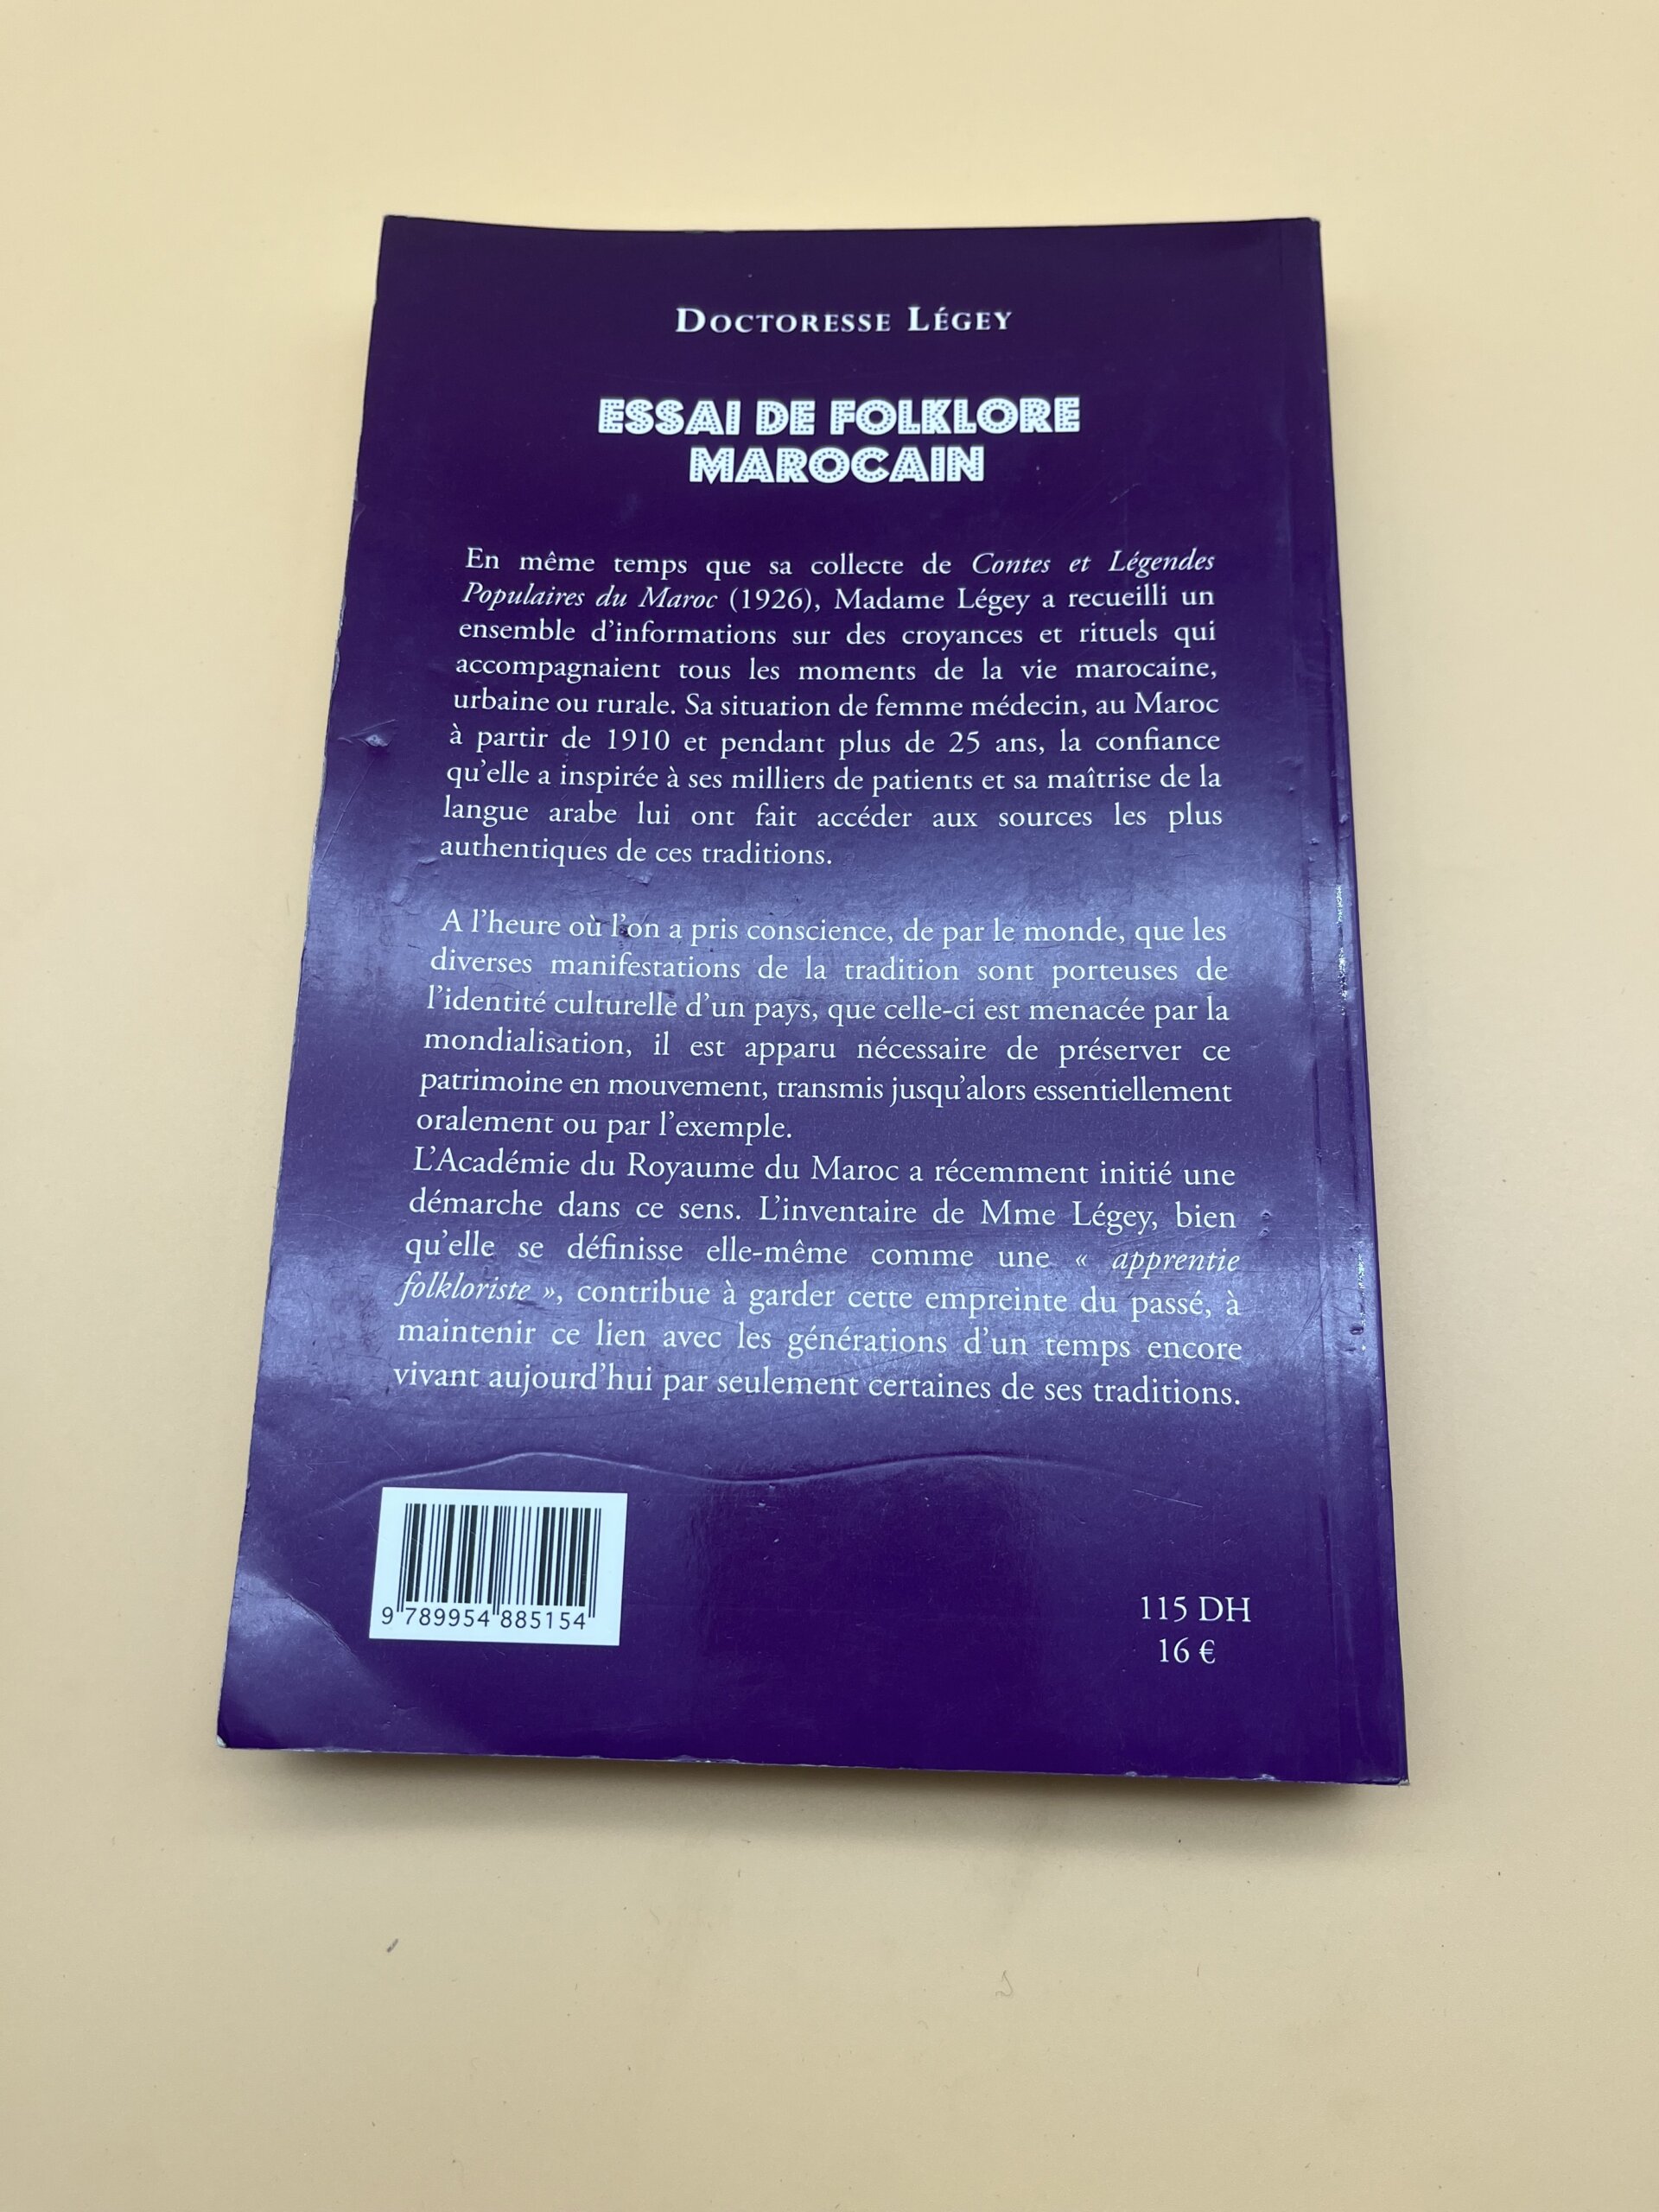 DOCTORESSE LÉGEY
ESSAI DE FOLKLORE
MAROCAIN
En même temps que sa collecte de Contes et Légendes
Populaires du Maroc (1926), Madame Légey a recueilli un
ensemble d'informations sur des croyances et rituels qui
accompagnaient tous les moments de la vie marocaine,
urbaine ou rurale. Sa situation de femme médecin, au Maroc
à partir de 1910 et pendant plus de 25 ans, la confiance
qu'elle a inspirée à ses milliers de patients et sa maîtrise de la
langue arabe lui ont fait accéder aux sources les plus
authentiques de ces traditions.
A l'heure où l'on a pris conscience, de par le monde, que les
diverses manifestations de la tradition sont porteuses de
l'identité culturelle d'un pays, que celle-ci est menacée par la
mondialisation, il est apparu nécessaire de préserver ce
patrimoine en mouvement, transmis jusqu'alors essentiellement
oralement ou par l'exemple.
L'Académie du Royaume du Maroc a récemment initié une
démarche dans ce sens. L'inventaire de Mme Légey, bien
qu'elle se définisse elle-même comme une « apprentie
folkloriste », contribue à garder cette empreinte du passé, à
maintenir ce lien avec les générations d'un temps encore
vivant aujourd'hui par seulement certaines de ses traditions.
9 789954 885154
115 DH
16 €